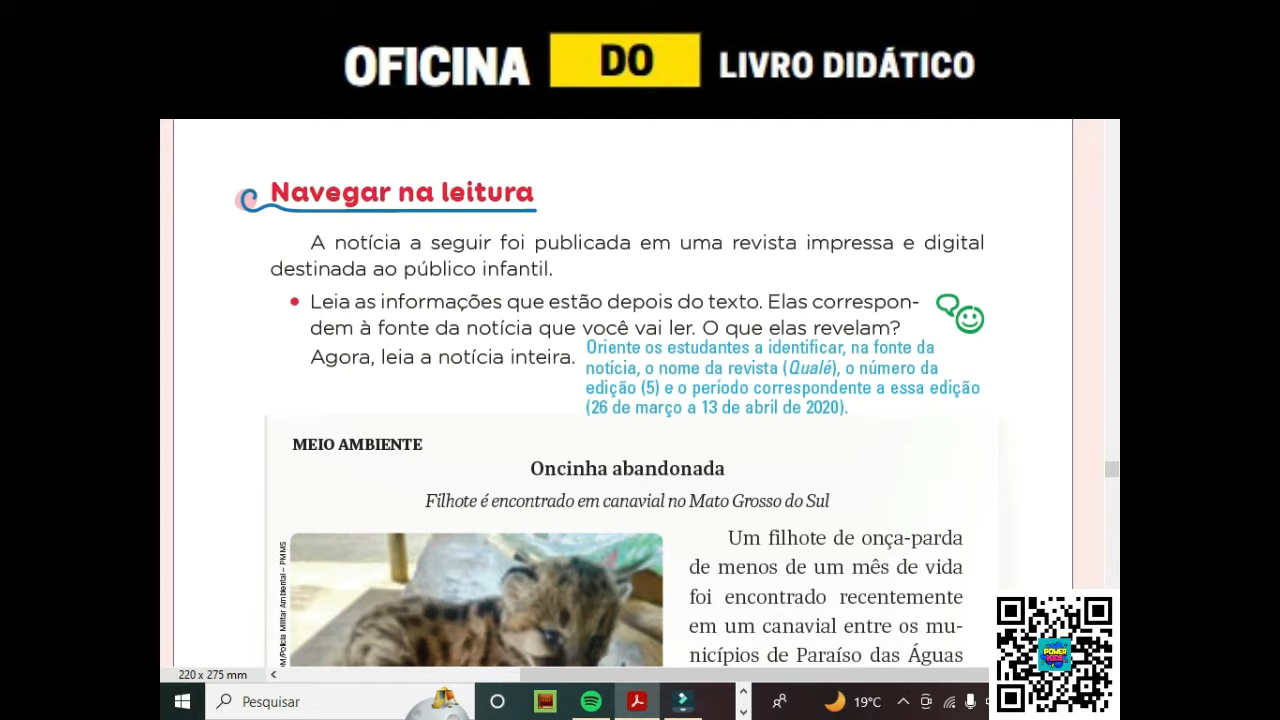 OFICINA DO LIVRO DIDÁTICO
Navegar na leitura
A notícia a seguir foi publicada em uma revista impressa e digital
destinada ao público infantil.
• Leia as informações que estão depois do texto. Elas correspon-
dem à fonte da notícia que você vai ler. O que elas revelam?
Agora, leia a notícia inteira.
Oriente os estudantes a identificar, na fonte da
notícia, o nome da revista (Qualé), o número da
edição (5) e o período correspondente a essa edição
(26 de março a 13 de abril de 2020).
MEIO AMBIENTE
Oncinha abandonada
Filhote é encontrado em canavial no Mato Grosso do Sul
M/Polícia Militar Ambiental – PMMS
Um filhote de onça-parda
de menos de um mês de vida
foi encontrado recentemente
em um canavial entre os mu-
nicípios de Paraíso das Águas
POWER
KIDS
220 x 275 mm
Pesquisar
19°C